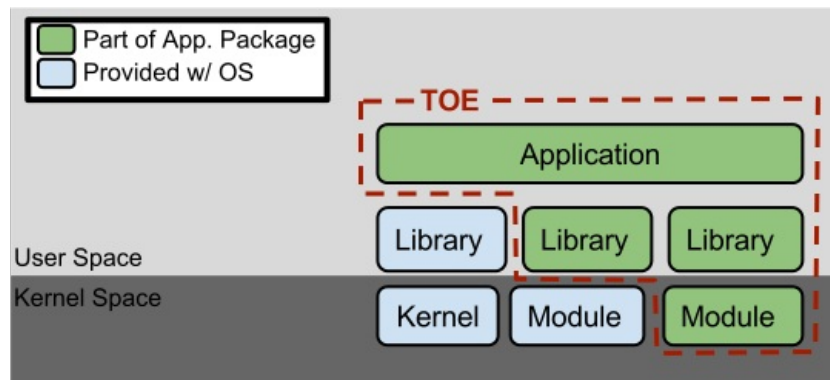 Part of App. Package
Provided w/ OS
TOE
Application
Library Library Library
User Space
Kernel Space
Kernel Module Module